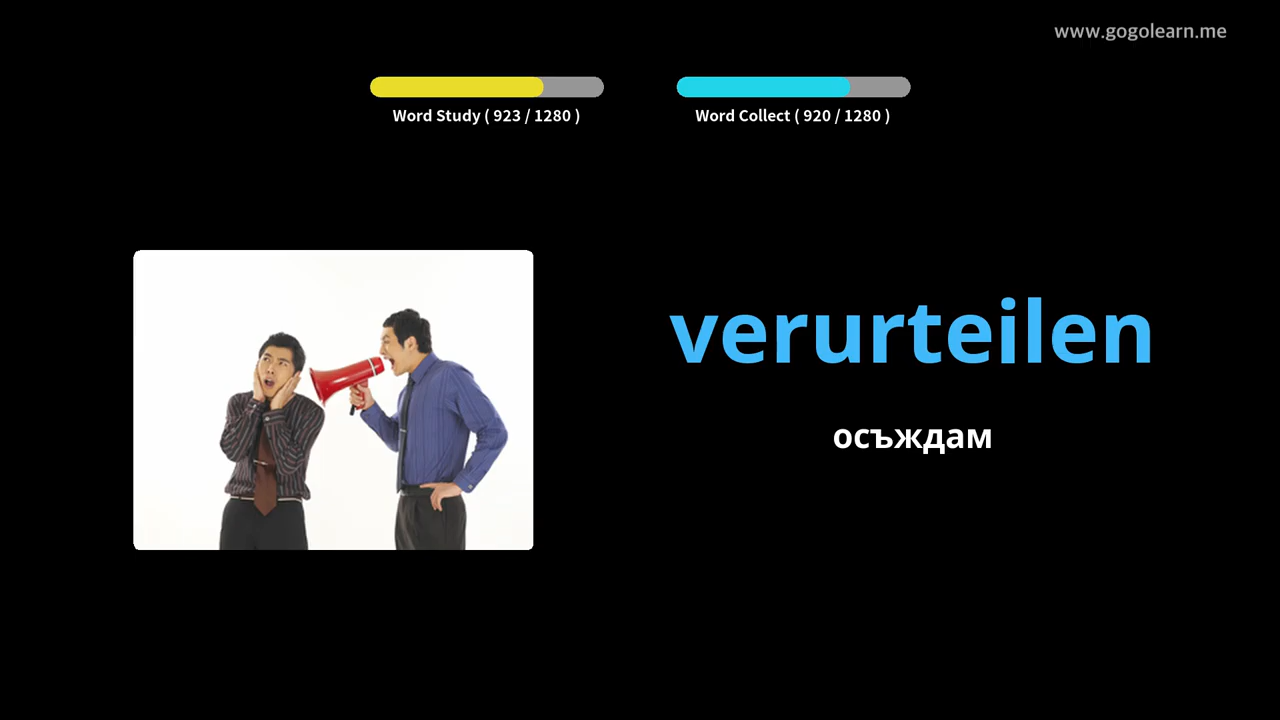 www.gogolearn.me
Word Study ( 923 / 1280 )
Word Collect ( 920 / 1280 )
verurteilen
осъждам